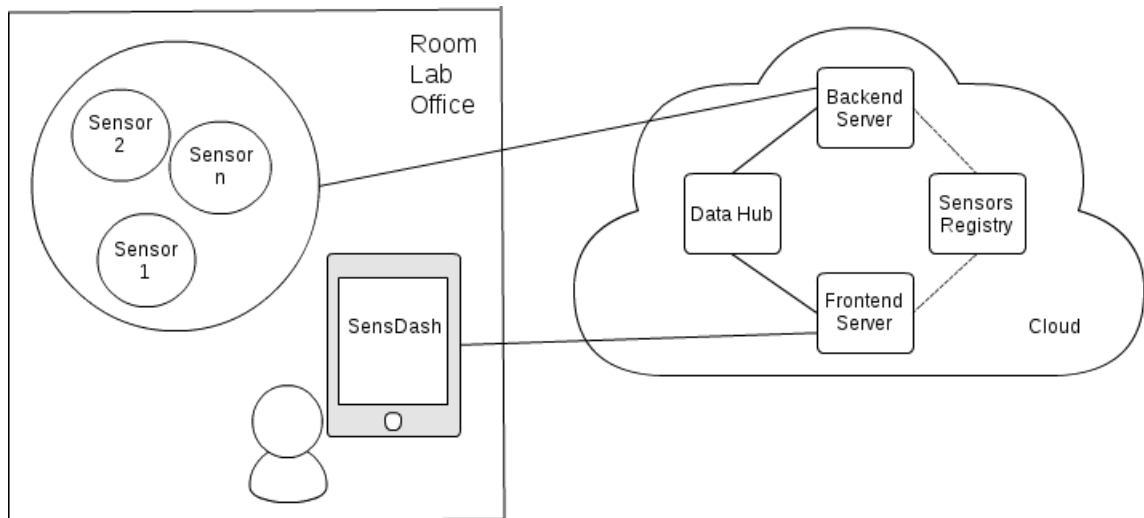 Room
Lab
Office
Sensor
2
Sensor
n
Sensor
1
SensDash
Backend
Server
Data Hub
Sensors
Registry
Frontend
Server
Cloud